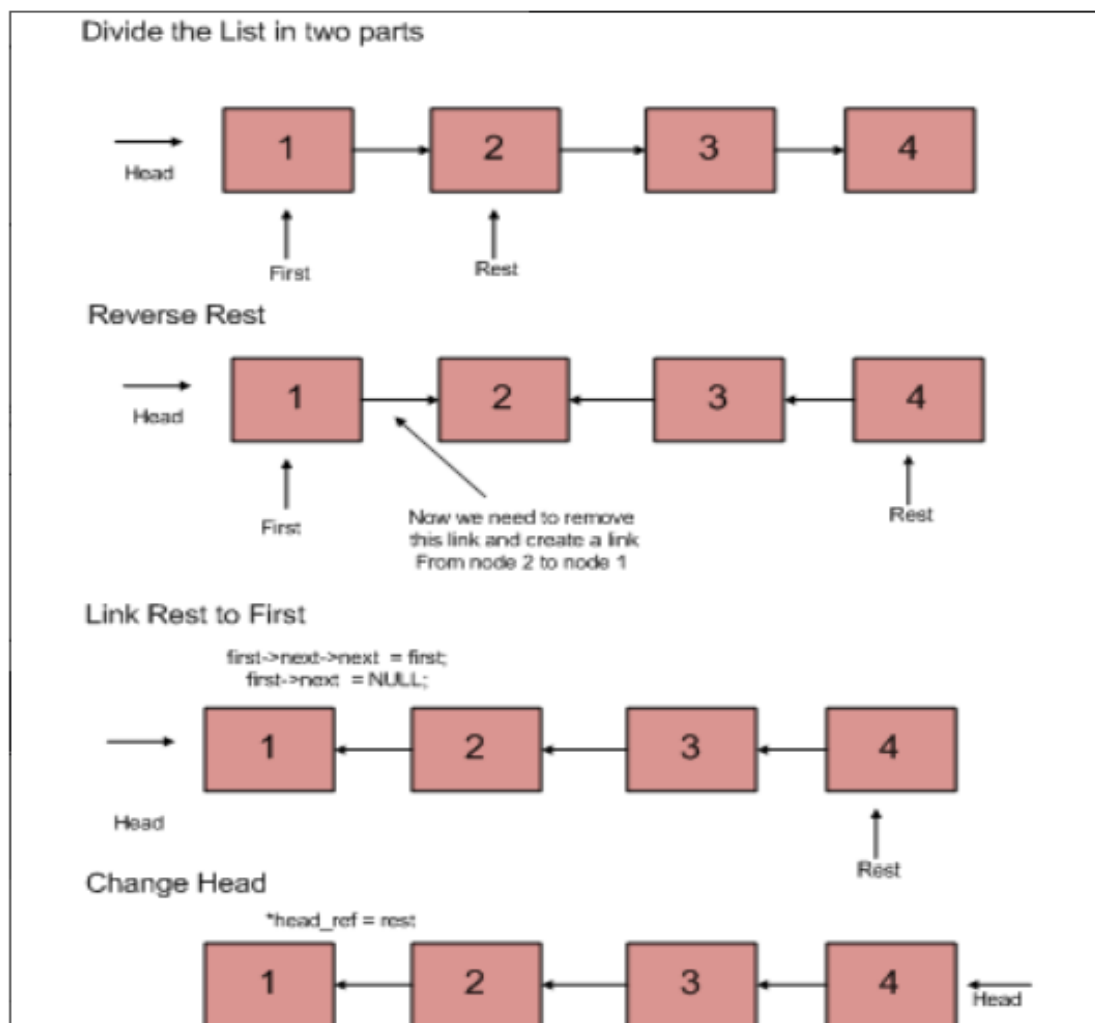 Divide the List in two parts
1 2 3 4
Head
First Rest
Reverse Rest
1 2 3 4
Head
First
Rest
Now we need to remove
this link and create a link
From node 2 to node 1
Link Rest to First
first->next->next = first;
first->next = NULL;
1 2 3 4
Head
Rest
Change Head
*head_ref = rest
1 2 3 4
Head